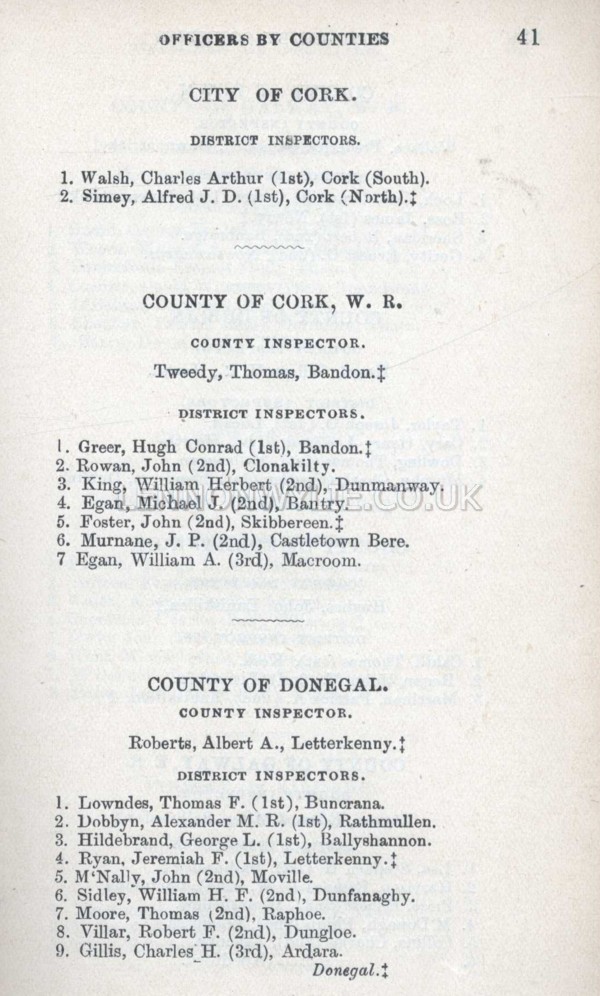 OFFICERS BY COUNTIES 41
CITY OF CORK.
DISTRICT INSPECTORS.
1. Walsh, Charles Arthur (1st), Cork (South).
2. Simey, Alfred J. D. (1st), Cork (North).‡
COUNTY OF CORK, W. R.
COUNTY INSPECTOR.
Tweedy, Thomas, Bandon.‡
DISTRICT INSPECTORS.
1. Greer, Hugh Conrad (1st), Bandon.‡
2. Rowan, John (2nd), Clonakilty.
3. King, William Herbert (2nd), Dunmanway.
LENNONWYLIE.CO.UK
4. Egan, Michael J. (2nd), Bantry.
5. Foster, John (2nd), Skibbereen.‡
6. Murnane, J. P. (2nd), Castletown Bere.
7 Egan, William A. (3rd), Macroom.
COUNTY OF DONEGAL.
COUNTY INSPECTOR.
Roberts, Albert A., Letterkenny.‡
DISTRICT INSPECTORS.
1. Lowndes, Thomas F. (1st), Buncrana.
2. Dobbyn, Alexander M. R. (1st), Rathmullen.
3. Hildebrand, George L. (1st), Ballyshannon.
4. Ryan, Jeremiah F. (1st), Letterkenny.‡
5. M‘Nally, John (2nd), Moville.
6. Sidley, William H. F. (2nd), Dunfanaghy.
7. Moore, Thomas (2nd), Raphoe.
8. Villar, Robert F. (2nd), Dungloe.
9. Gillis, Charles H. (3rd), Ardara.
Donegal.‡